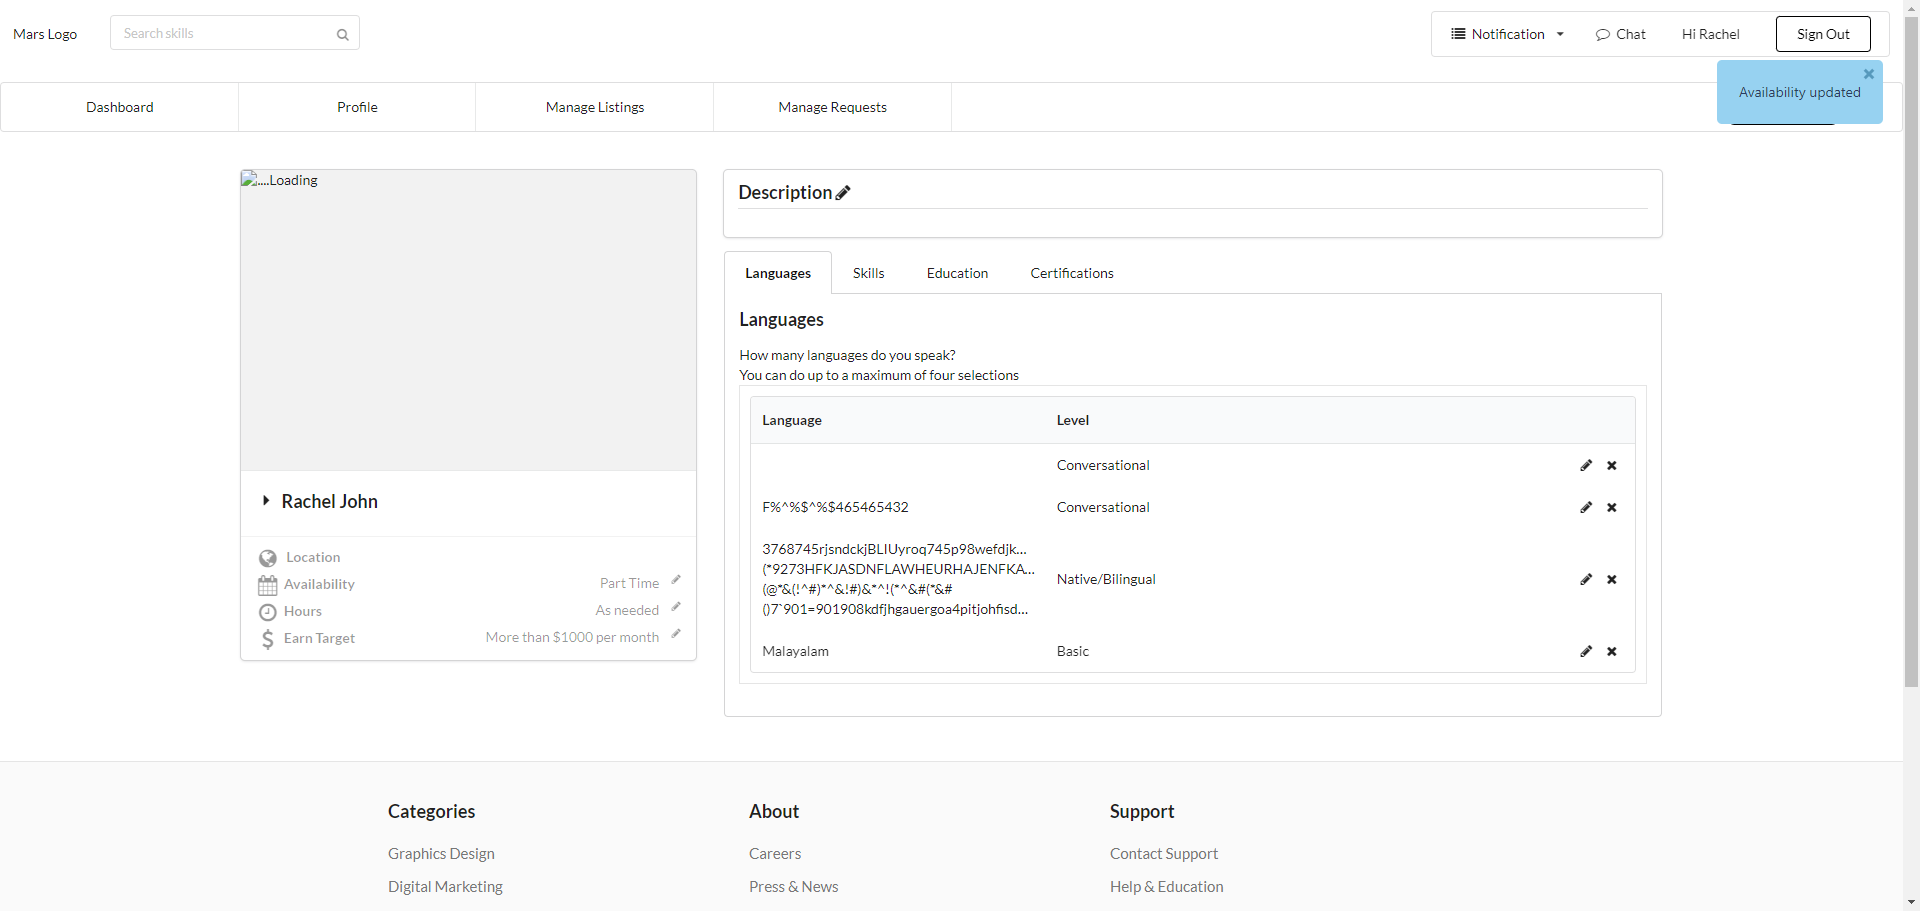 Mars Logo
Search skills
Notification
Chat
Hi Rachel
Sign Out
Availability updated
Dashboard
Profile
Manage Listings
Manage Requests
....Loading
Rachel John
Location
Availability
Part Time
Hours
As needed
Earn Target
More than $1000 per month
Description
Languages
Skills
Education
Certifications
Languages
How many languages do you speak?
You can do up to a maximum of four selections
Language
Level
Conversational
F%^%$^%$465465432
Conversational
3768745rjsndckjBLIUyroq745p98wefdjk...
(*9273HFKJASDNFLAWHEURHAJENFKA...
(@*&(!^#)*^&!#)&*^!(*^&#(*&#
()7`901=901908kdfjhgauergoa4pitjohfisd...
Native/Bilingual
Malayalam
Basic
Categories
Graphics Design
Digital Marketing
About
Careers
Press & News
Support
Contact Support
Help & Education